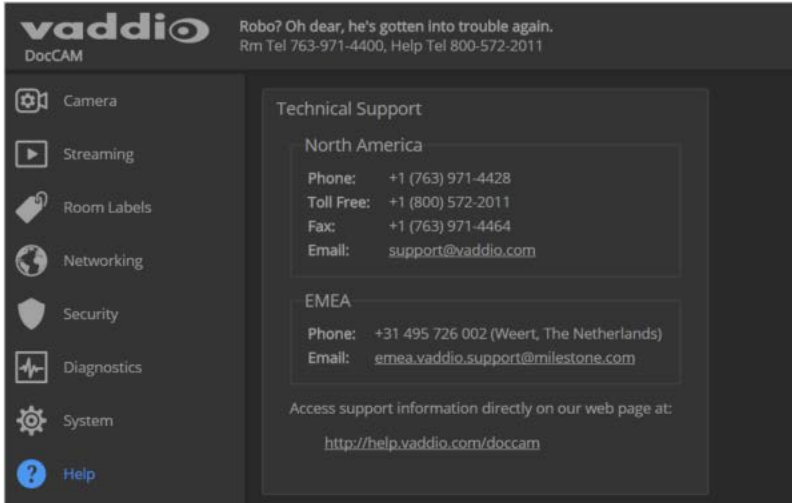 vaddio
DocCAM
Robo? Oh dear, he's gotten into trouble again.
Rm Tel 763-971-4400, Help Tel 800-572-2011
Camera
Streaming
Room Labels
Networking
Security
Diagnostics
System
? Help
Technical Support
North America
Phone: +1 (763) 971-4428
Toll Free: +1 (800) 572-2011
Fax: +1 (763) 971-4464
Email: support@vaddio.com
EMEA
Phone: +31 495 726 002 (Weert, The Netherlands)
Email: emea.vaddio.support@milestone.com
Access support information directly on our web page at:
http://help.vaddio.com/doccam